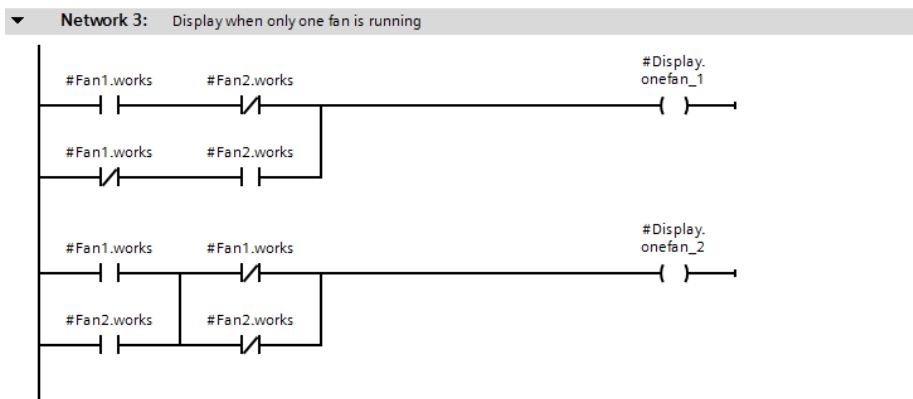 Network 3: Display when only one fan is running
#Display.
#Fan1.works #Fan2.works onefan_1
#Fan1.works #Fan2.works
#Display.
#Fan1.works #Fan1.works onefan_2
#Fan2.works #Fan2.works